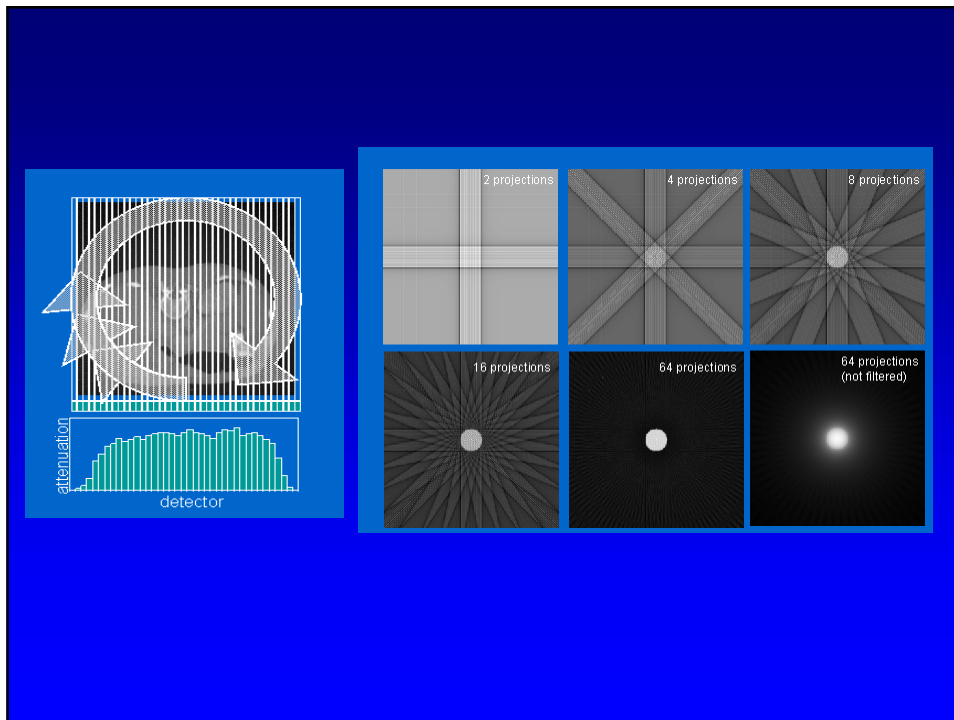 attenuation
detector
2 projections
4 projections
8 projections
16 projections
64 projections
64 projections
(not filtered)